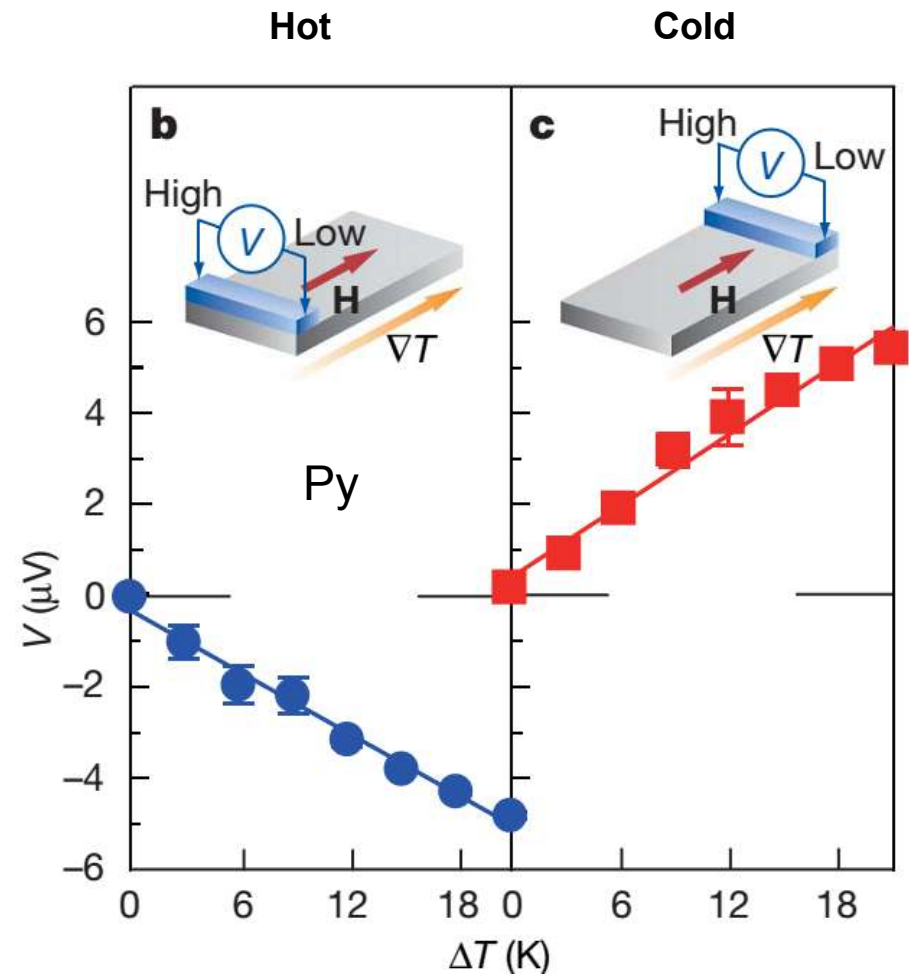 Hot Cold
b c
High
V
Low
H
∇T
High
V
Low
H
∇T
Py
V (μV)
6
4
2
0
–2
–4
–6
0 6 12 18 0 6 12 18
ΔT (K)